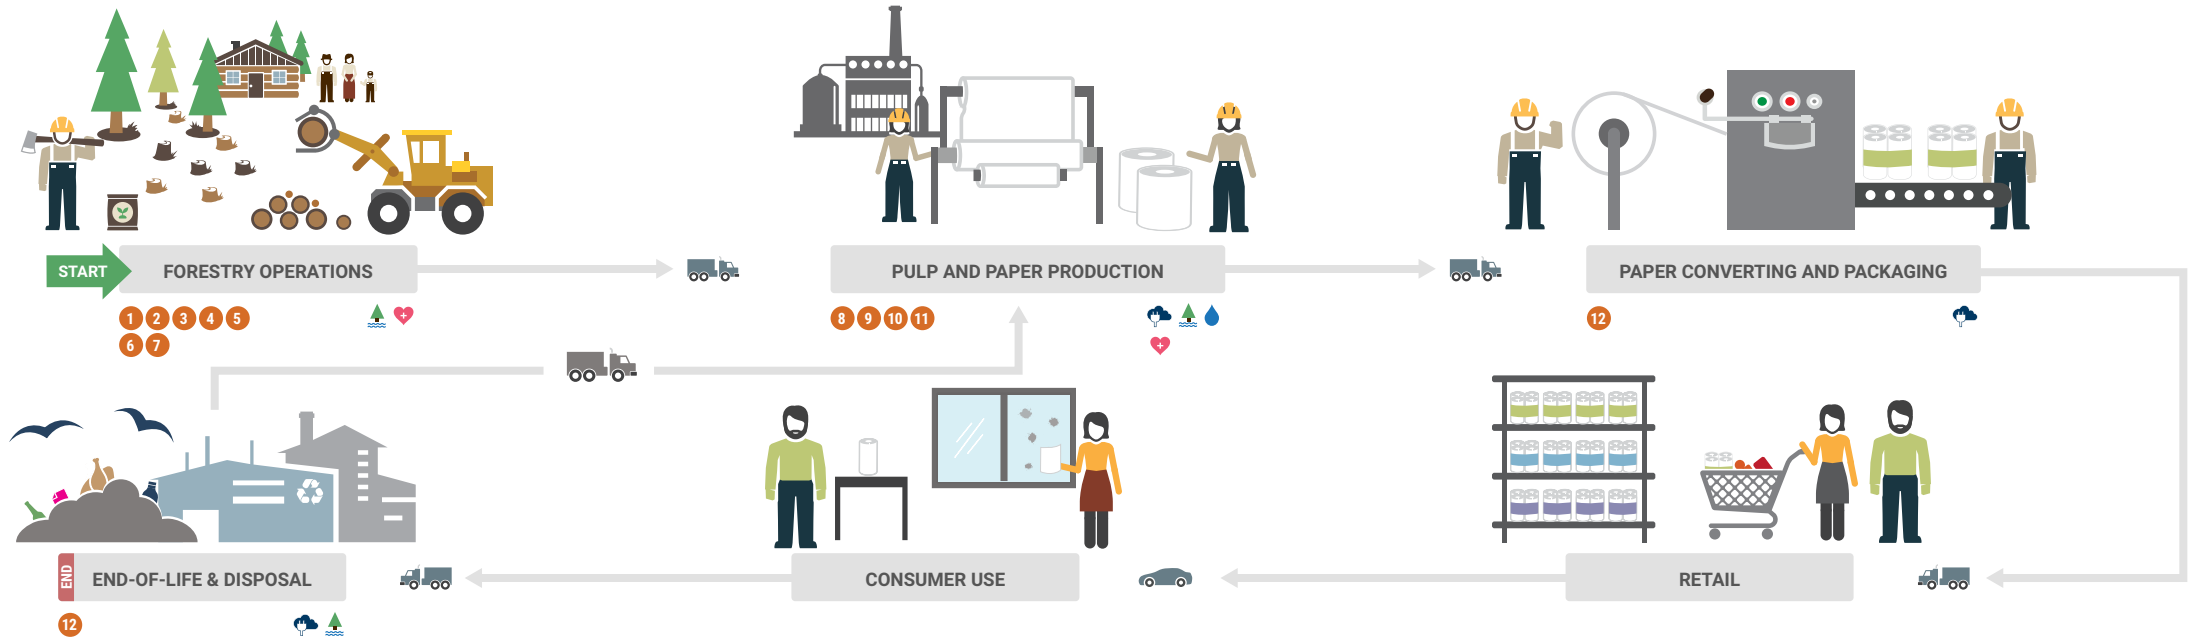 START
FORESTRY OPERATIONS
PULP AND PAPER PRODUCTION
PAPER CONVERTING AND PACKAGING
1 2 3 4 5
6 7
8 9 10 11
12
END
END-OF-LIFE & DISPOSAL
CONSUMER USE
RETAIL
12